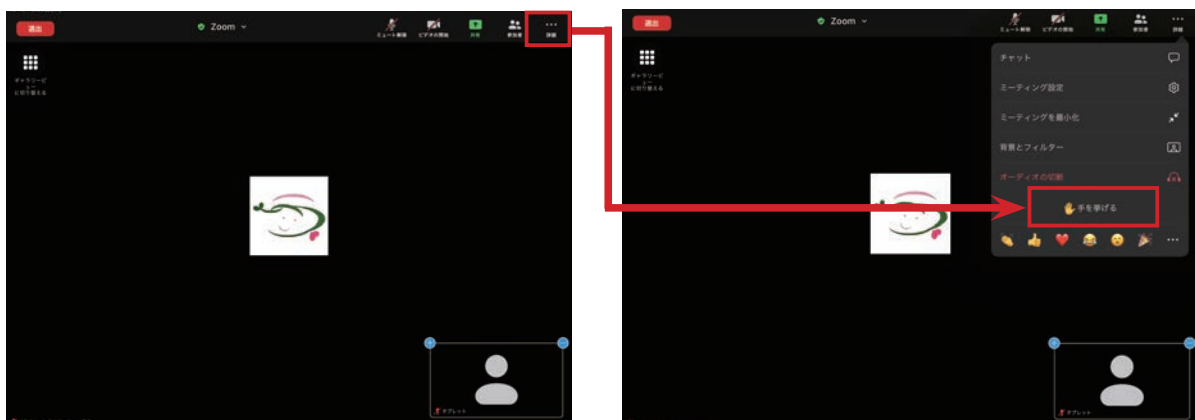 退出
Zoom
ミュート解除
ビデオの開始
共有
参加者
詳細
ギャラリービ
ュー
に切り替える
タブレット
退出
Zoom
ミュート解除
ビデオの開始
共有
参加者
詳細
ギャラリービ
ュー
に切り替える
チャット
ミーティング設定
ミーティングを最小化
背景とフィルター
オーディオの切断
手を挙げる
タブレット